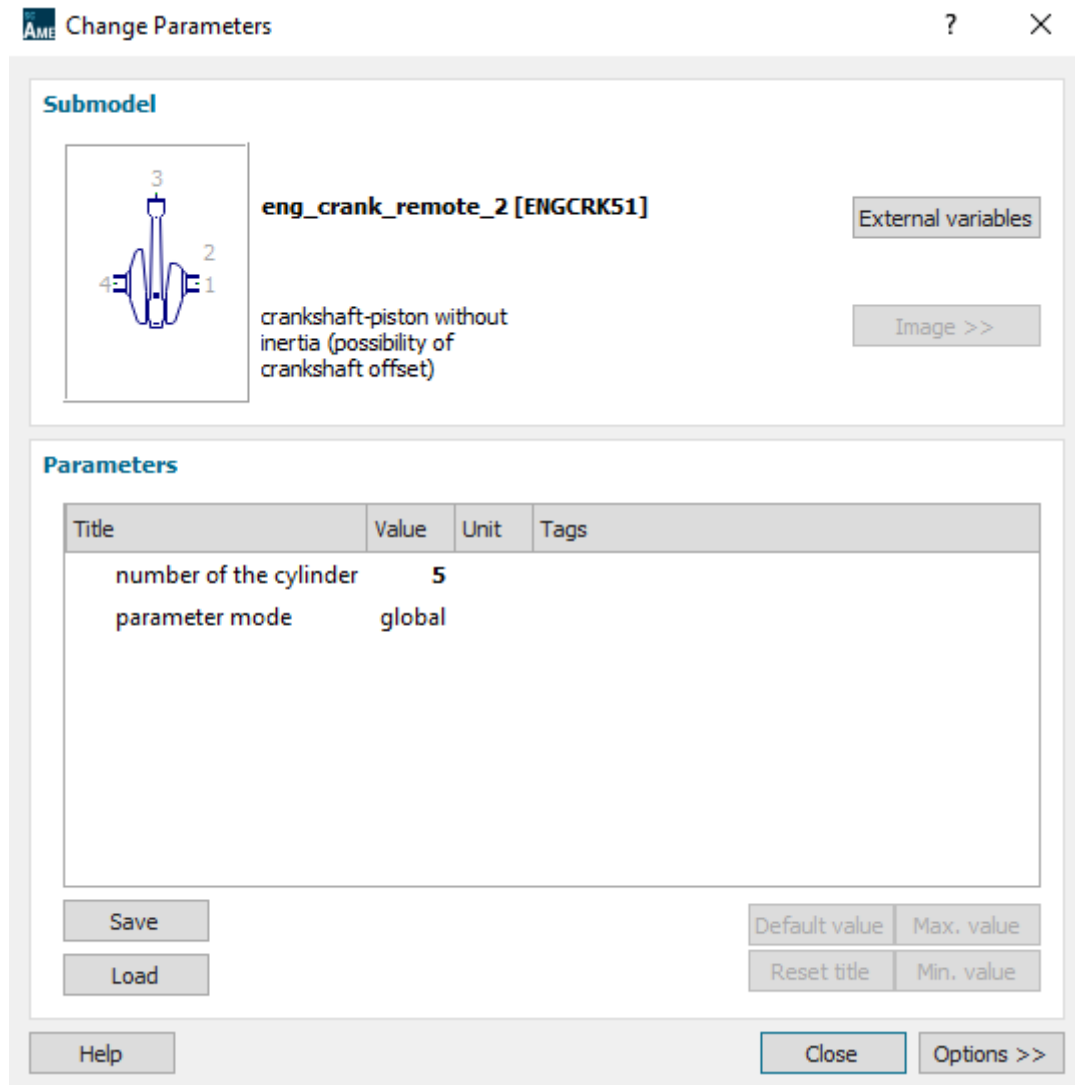 AME Change Parameters ?
Submodel
3
2
4 1
eng_crank_remote_2 [ENGCRK51]
crankshaft-piston without
inertia (possibility of
crankshaft offset)
External variables
Image >>
Parameters
Title Value Unit Tags
number of the cylinder 5
parameter mode global
Save
Load
Default value Max. value
Reset title Min. value
Help Close Options >>